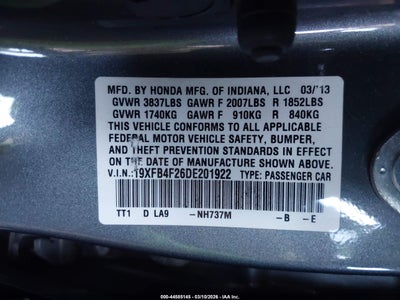 MFD. BY HONDA MFG. OF INDIANA, LLC 03/13
GVWR 3837LBS GAWR F 2007LBS R 1852LBS
GVWR 1740KG GAWR F 910KG R 840KG
THIS VEHICLE CONFORMS TO ALL APPLICABLE
FEDERAL MOTOR VEHICLE SAFETY, BUMPER,
AND THEFT PREVENTION STANDARDS IN
EFFECT ON THE DATE OF MANUFACTURE
SHOWN ABOVE.
V.I.N.: 19XFB4F26DE201922 TYPE: PASSENGER CAR
TT1 D LA9 -NH737M -B -E
000-44585145 - 03/10/2026 - IAA Inc.